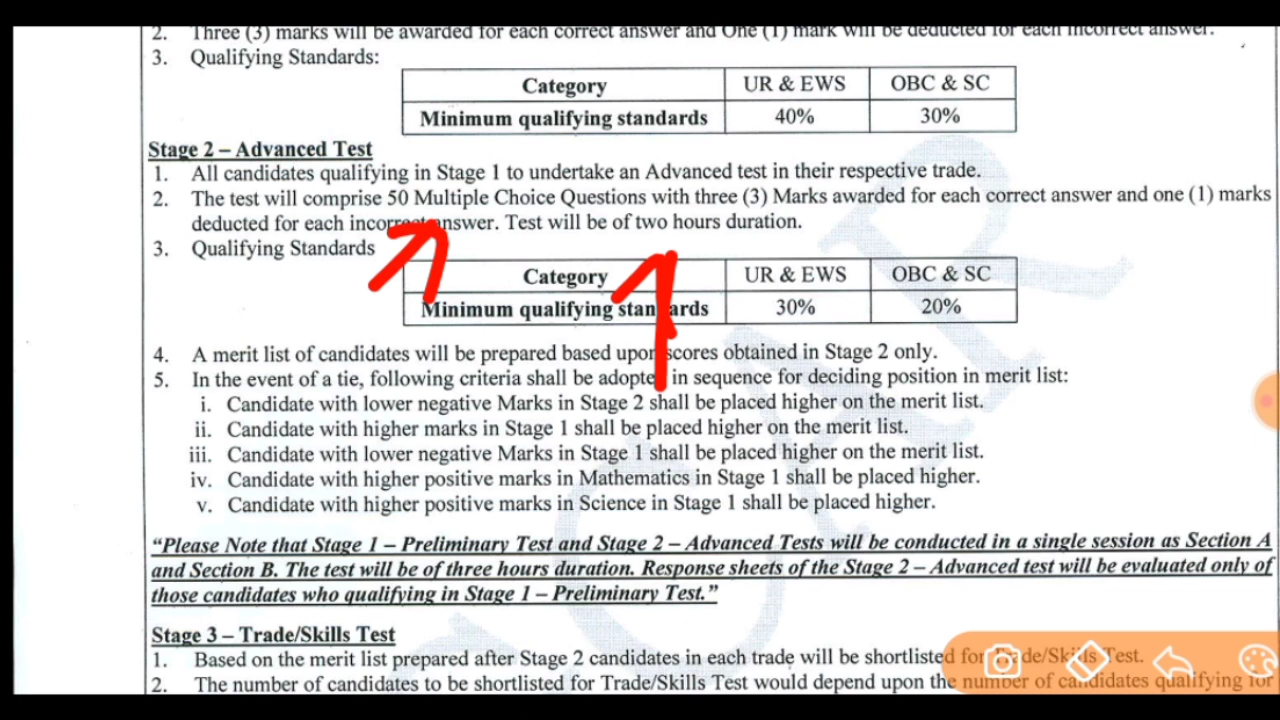 2. Three (3) marks will be awarded for each correct answer and One (1) mark will be deducted for each incorrect answer.
3. Qualifying Standards:
Category UR & EWS OBC & SC
Minimum qualifying standards 40% 30%
Stage 2 – Advanced Test
1. All candidates qualifying in Stage 1 to undertake an Advanced test in their respective trade.
2. The test will comprise 50 Multiple Choice Questions with three (3) Marks awarded for each correct answer and one (1) marks
deducted for each incorrect answer. Test will be of two hours duration.
3. Qualifying Standards
Category UR & EWS OBC & SC
Minimum qualifying standards 30% 20%
4. A merit list of candidates will be prepared based upon scores obtained in Stage 2 only.
5. In the event of a tie, following criteria shall be adopted in sequence for deciding position in merit list:
i. Candidate with lower negative Marks in Stage 2 shall be placed higher on the merit list.
ii. Candidate with higher marks in Stage 1 shall be placed higher on the merit list.
iii. Candidate with lower negative Marks in Stage 1 shall be placed higher on the merit list.
iv. Candidate with higher positive marks in Mathematics in Stage 1 shall be placed higher.
v. Candidate with higher positive marks in Science in Stage 1 shall be placed higher.
“Please Note that Stage 1 – Preliminary Test and Stage 2 – Advanced Tests will be conducted in a single session as Section A
and Section B. The test will be of three hours duration. Response sheets of the Stage 2 – Advanced test will be evaluated only of
those candidates who qualifying in Stage 1 – Preliminary Test.”
Stage 3 – Trade/Skills Test
1. Based on the merit list prepared after Stage 2 candidates in each trade will be shortlisted for Trade/Skills Test.
2. The number of candidates to be shortlisted for Trade/Skills Test would depend upon the number of candidates qualifying for